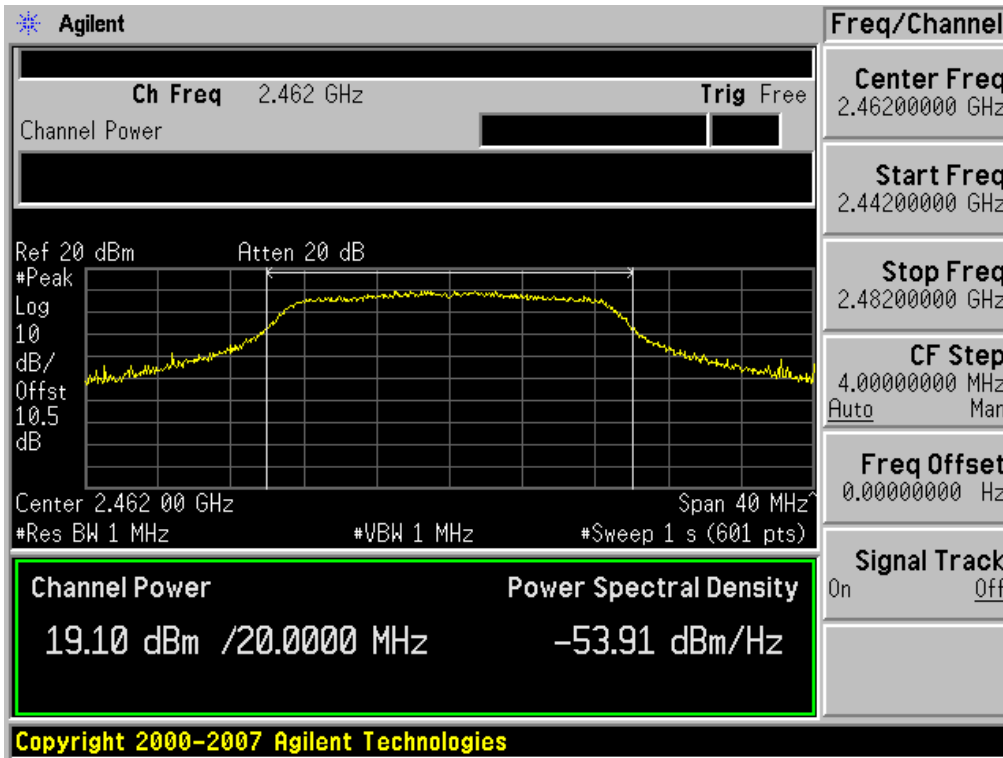 Agilent
Freq/Channel
Ch Freq 2.462 GHz
Trig Free
Channel Power
Ref 20 dBm
Atten 20 dB
#Peak
Log
10
dB/
Offst
10.5
dB
Center 2.462 00 GHz
Span 40 MHz^
#Res BW 1 MHz
#VBW 1 MHz
#Sweep 1 s (601 pts)
Channel Power
Power Spectral Density
19.10 dBm /20.0000 MHz
-53.91 dBm/Hz
Copyright 2000-2007 Agilent Technologies
Center Freq
2.46200000 GHz
Start Freq
2.44200000 GHz
Stop Freq
2.48200000 GHz
CF Step
4.00000000 MHz
Auto Man
Freq Offset
0.00000000 Hz
Signal Track
On Off